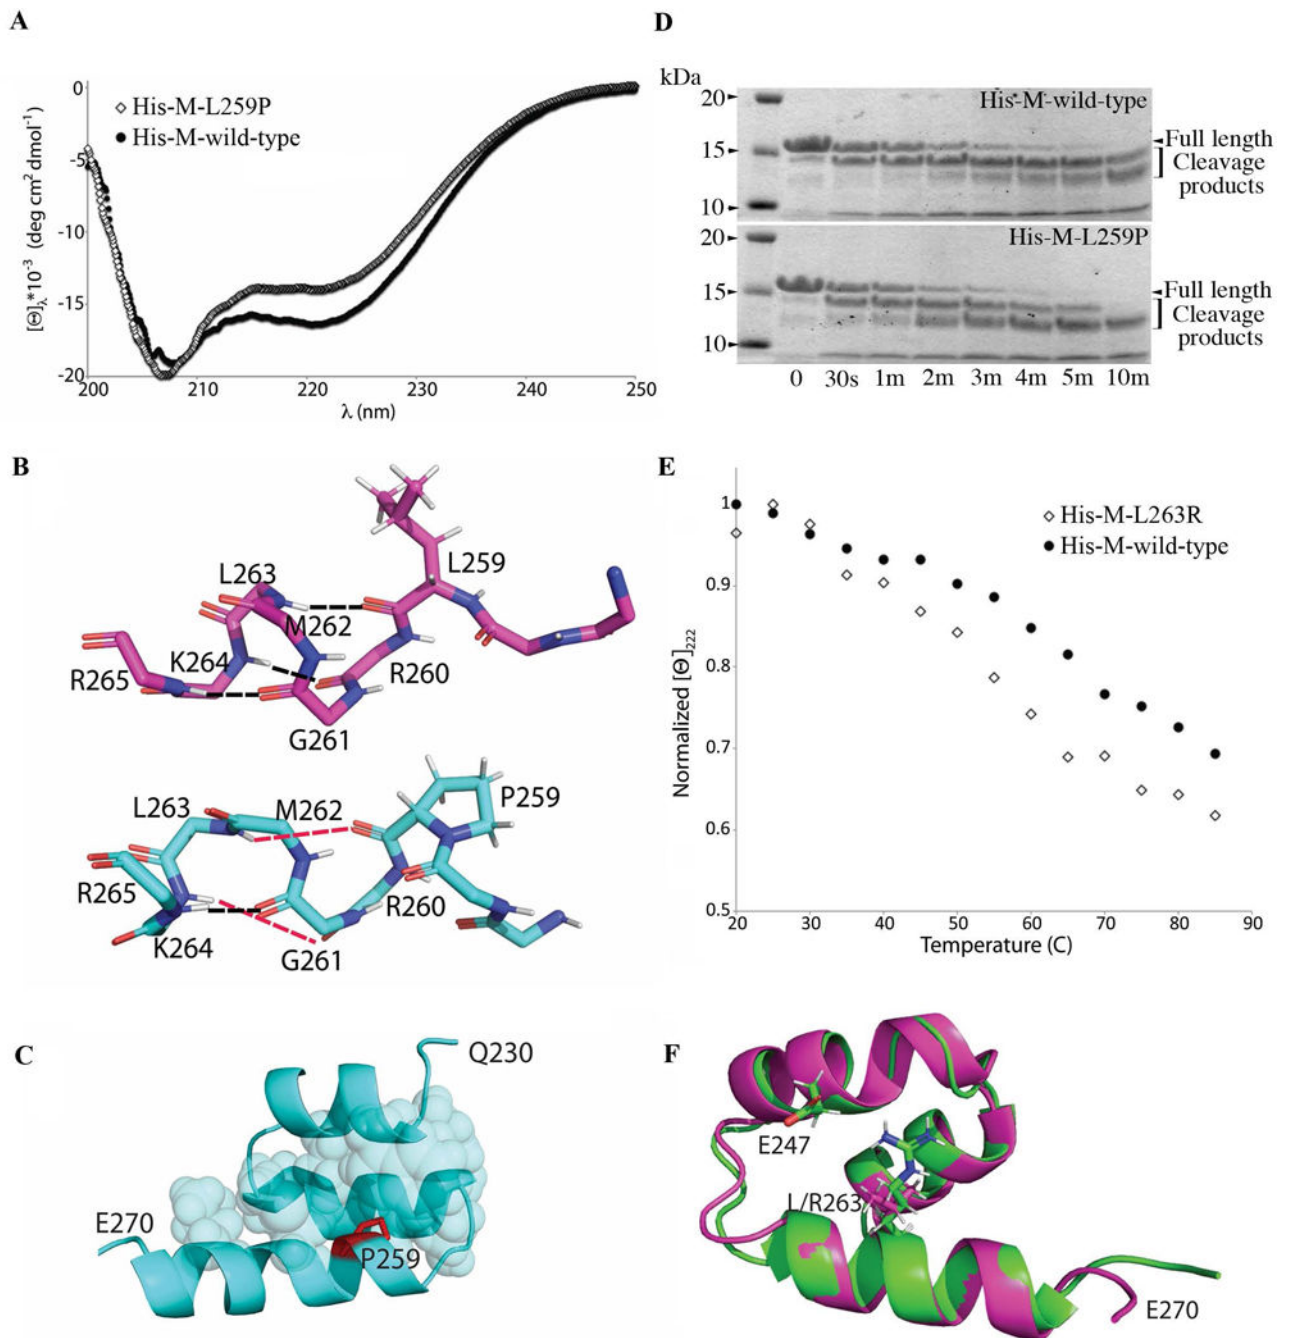 A
0
-5
-10
-15
-20
200
210
220
230
240
250
[Θ]λ*10-3 (deg cm2 dmol-1)
λ (nm)
His-M-L259P
His-M-wild-type
D
kDa
20
15
10
His-M-wild-type
Full length
Cleavage
products
20
15
10
His-M-L259P
Full length
Cleavage
products
0 30s 1m 2m 3m 4m 5m 10m
B
L259
L263
M262
K264
R260
R265
G261
L263
M262
P259
R265
R260
K264
G261
E
1
0.9
0.8
0.7
0.6
0.5
20 30 40 50 60 70 80 90
Normalized [Θ]222
Temperature (C)
His-M-L263R
His-M-wild-type
C
Q230
E270
P259
F
E247
L/R263
E270